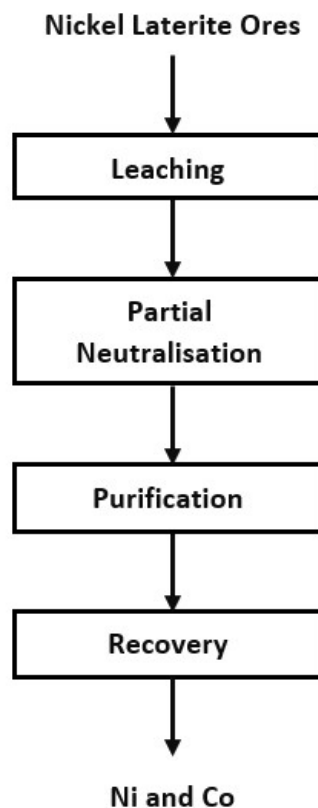 Nickel Laterite Ores
Leaching
Partial
Neutralisation
Purification
Recovery
Ni and Co